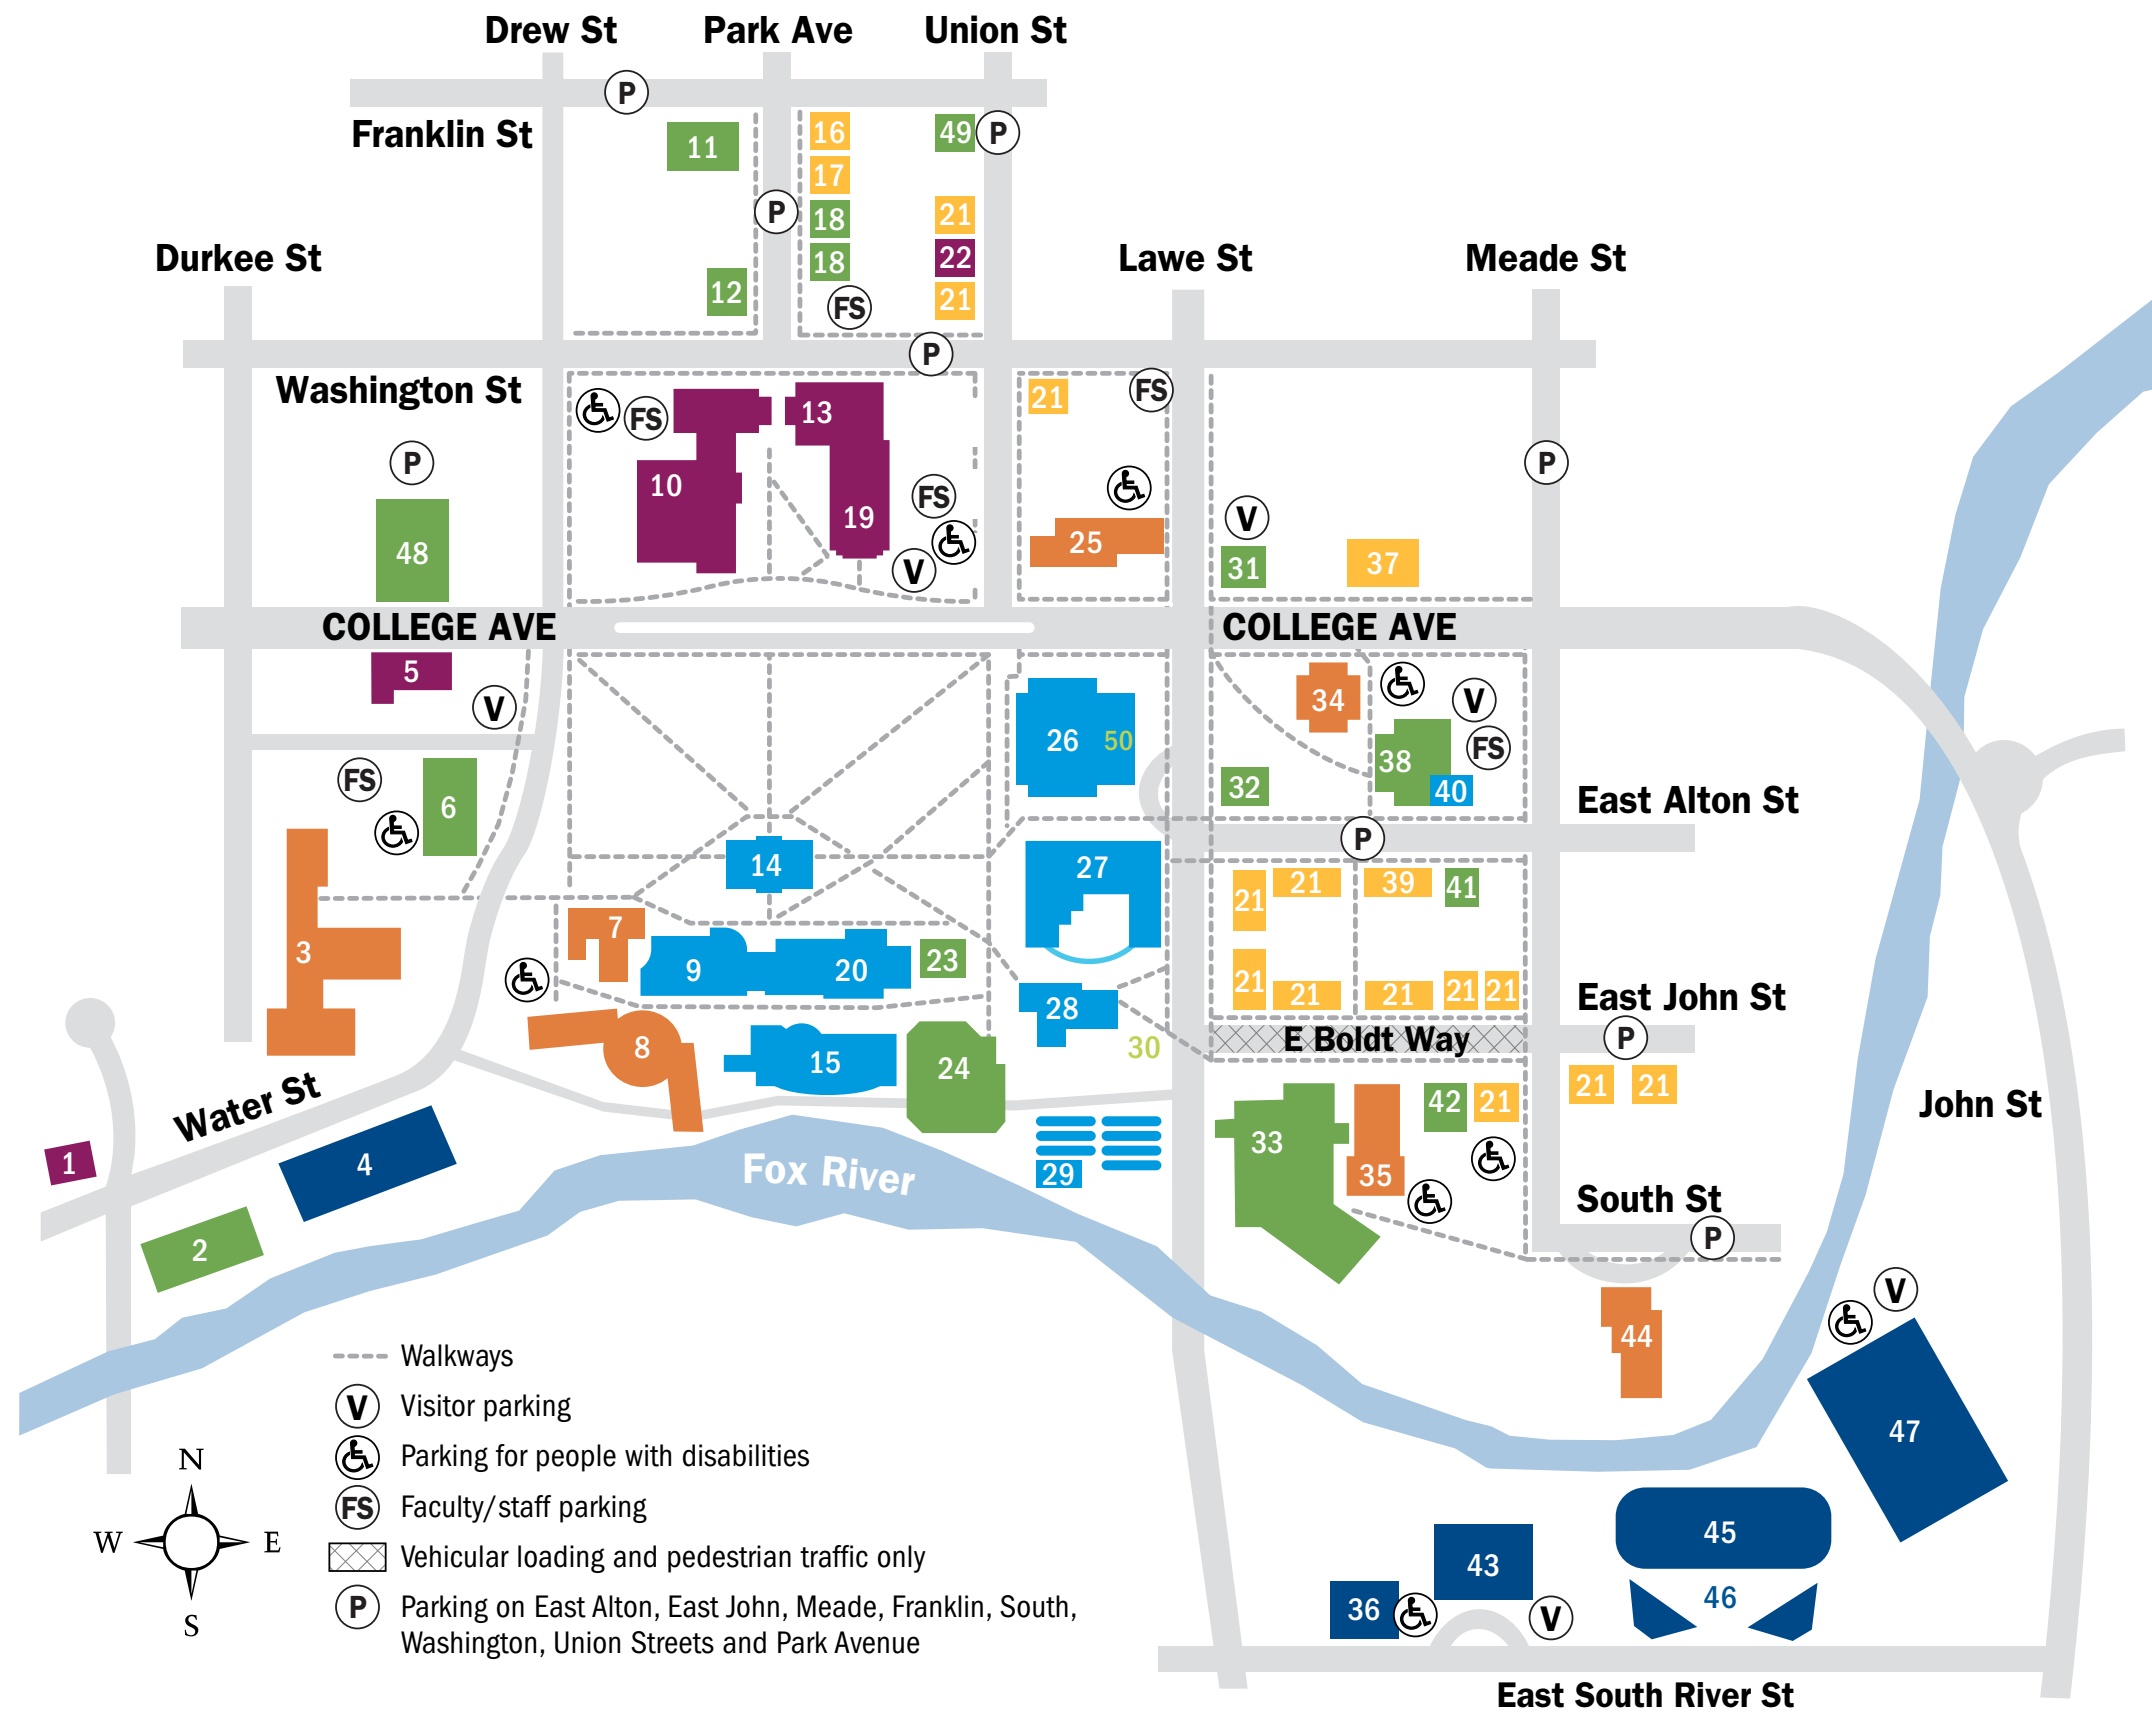 Drew St
Park Ave
Union St
P
Franklin St
11
16
49
P
17
P
18
21
18
22
12
FS
21
Durkee St
Lawe St
Meade St
P
Washington St
FS
13
21
FS
P
10
19
FS
P
V
25
V
31
37
48
V
COLLEGE AVE
COLLEGE AVE
5
V
34
V
26
50
38
FS
FS
6
32
40
East Alton St
P
14
27
21
21
39
41
7
3
9
20
23
21
21
21
21
21
East John St
28
8
15
24
30
E Boldt Way
P
21
21
Water St
42
21
John St
1
4
33
35
Fox River
29
South St
P
2
V
44
47
Walkways
V
Visitor parking
Parking for people with disabilities
FS
Faculty/staff parking
Vehicular loading and pedestrian traffic only
P
Parking on East Alton, East John, Meade, Franklin, South,
Washington, Union Streets and Park Avenue
N
W
E
S
45
43
46
36
V
East South River St